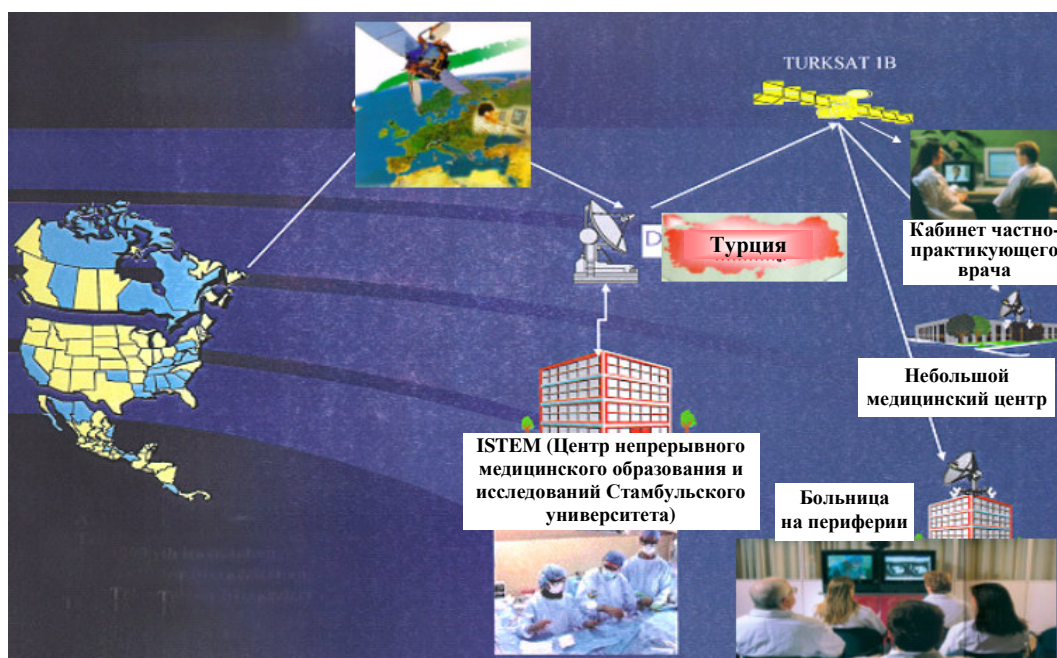 TURKSAT 1B
D
Турция
Кабинет частно-
практикующего
врача
Небольшой
медицинский центр
ISTEM (Центр непрерывного
медицинского образования и
исследований Стамбульского
университета)
Больница
на периферии